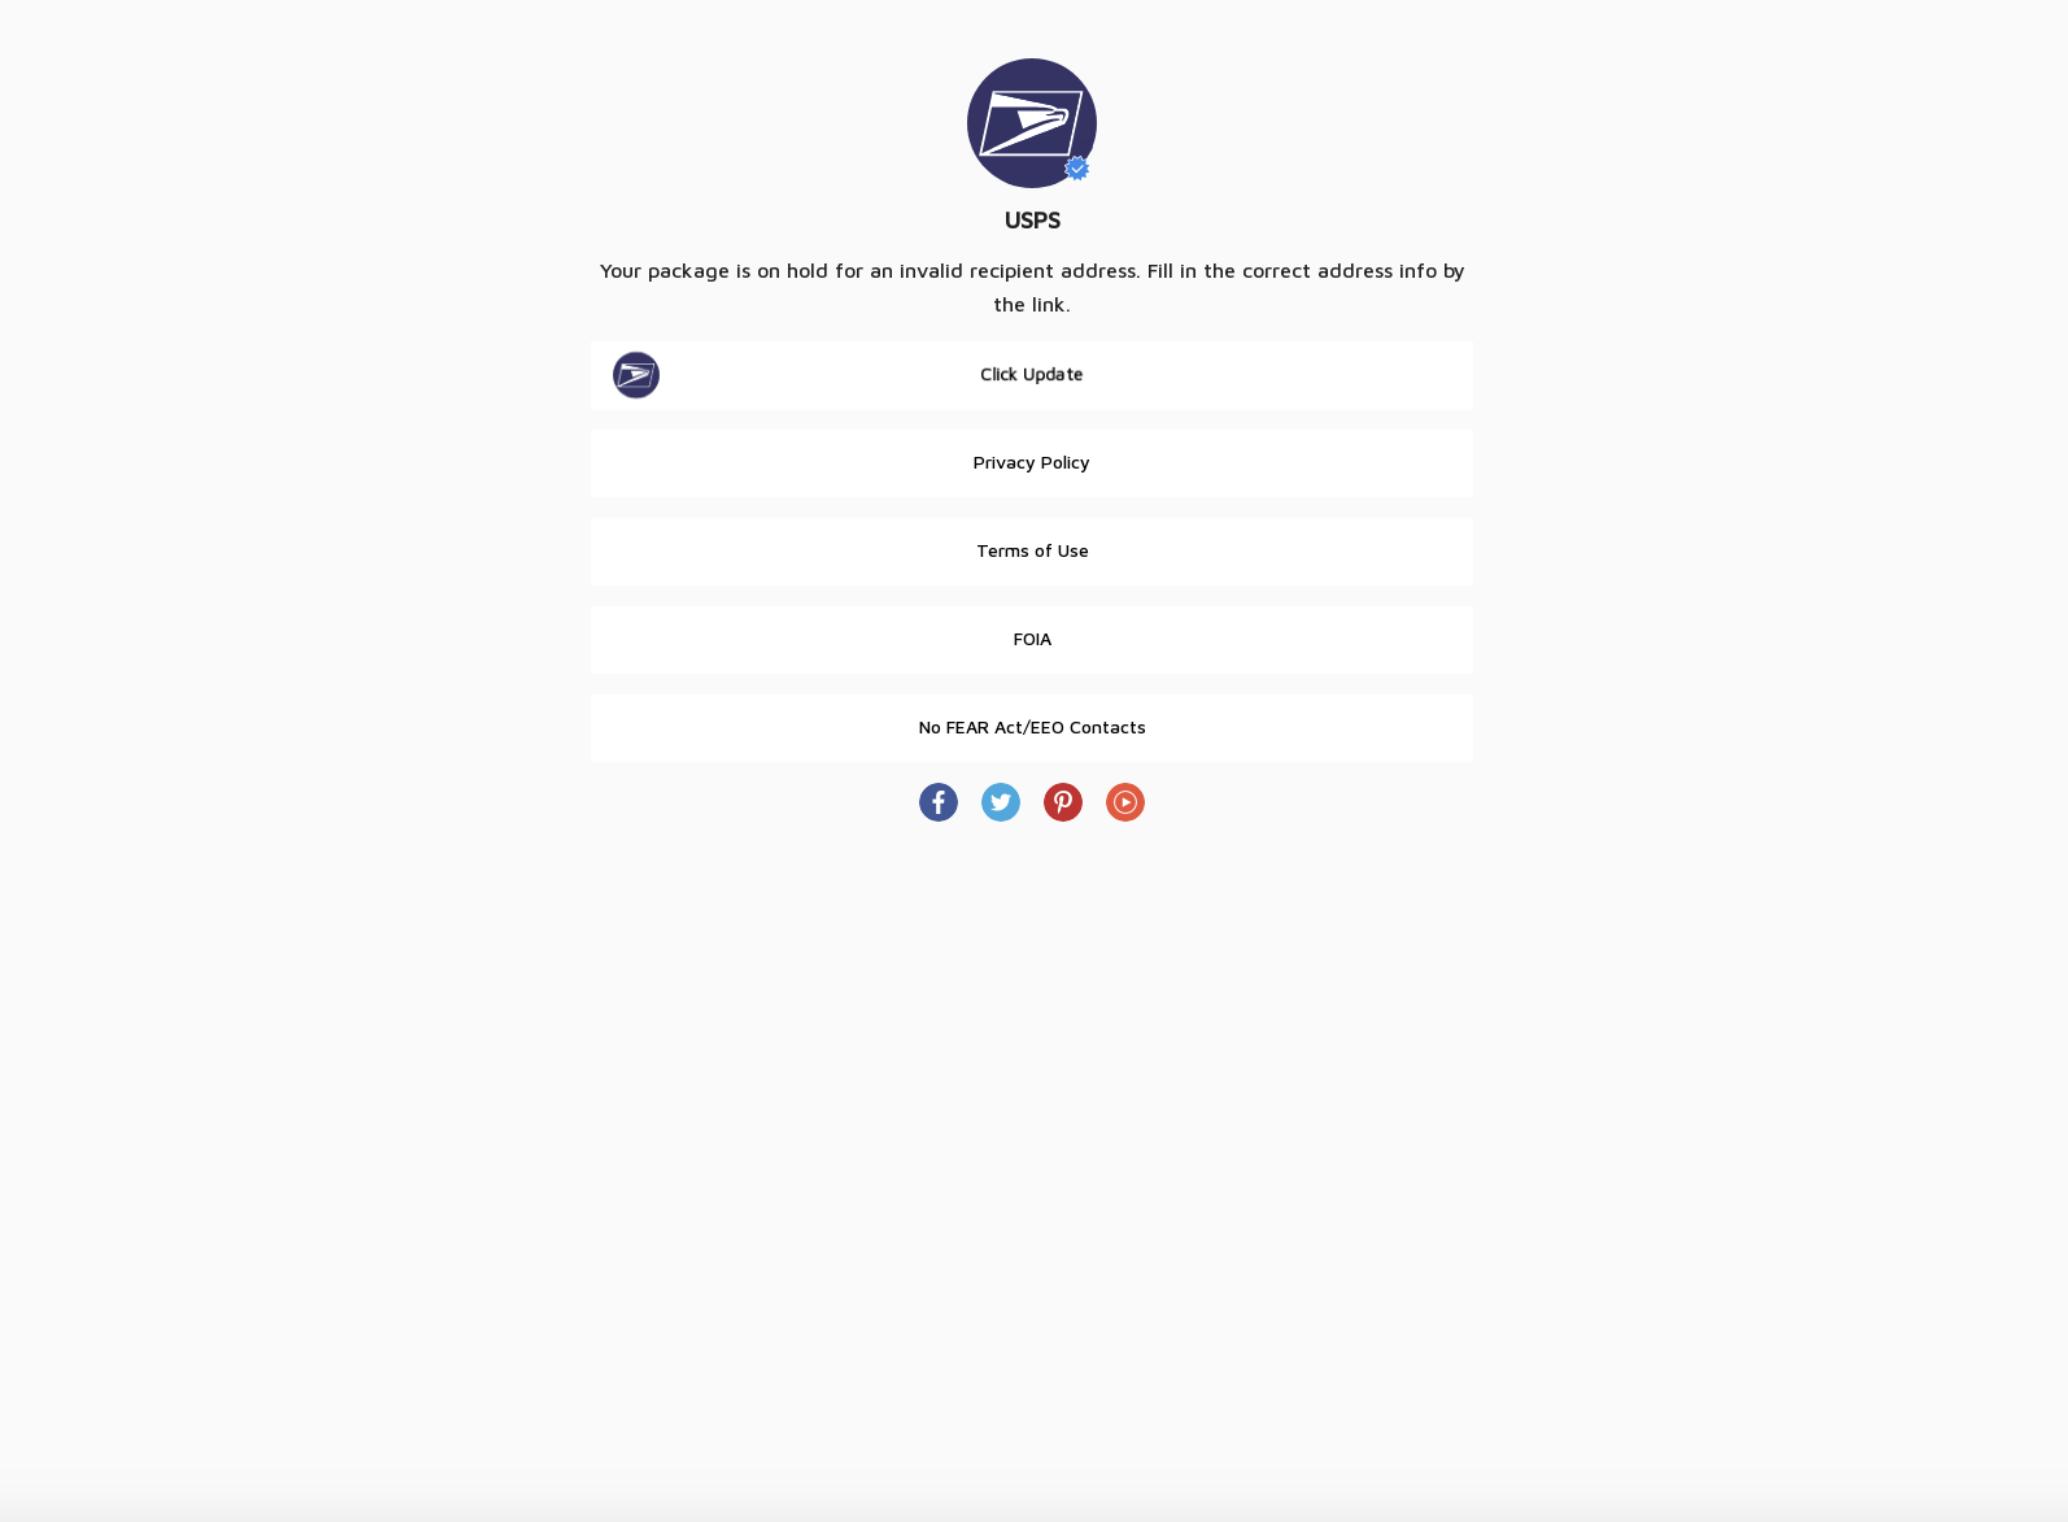 USPS
Your package is on hold for an invalid recipient address. Fill in the correct address info by
the link.
Click Update
Privacy Policy
Terms of Use
FOIA
No FEAR Act/EEO Contacts